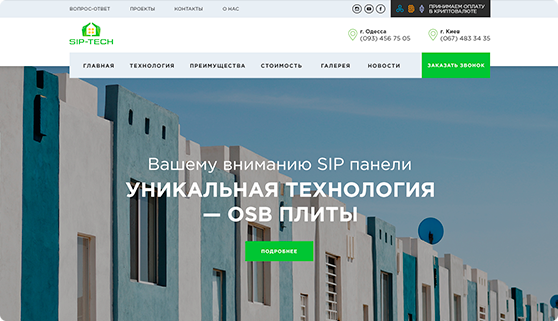 ВОПРОС-ОТВЕТ ПРОЕКТЫ КОНТАКТЫ О НАС
ПРИНИМАЕМ ОПЛАТУ
В КРИПТОВАЛЮТЕ
SIP-TECH
г. Одесса
(093) 456 75 05
г. Киев
(067) 483 34 35
ГЛАВНАЯ ТЕХНОЛОГИЯ ПРЕИМУЩЕСТВА СТОИМОСТЬ ГАЛЕРЕЯ НОВОСТИ ЗАКАЗАТЬ ЗВОНОК
Вашему вниманию SIP панели
УНИКАЛЬНАЯ ТЕХНОЛОГИЯ
— OSB ПЛИТЫ
ПОДРОБНЕЕ